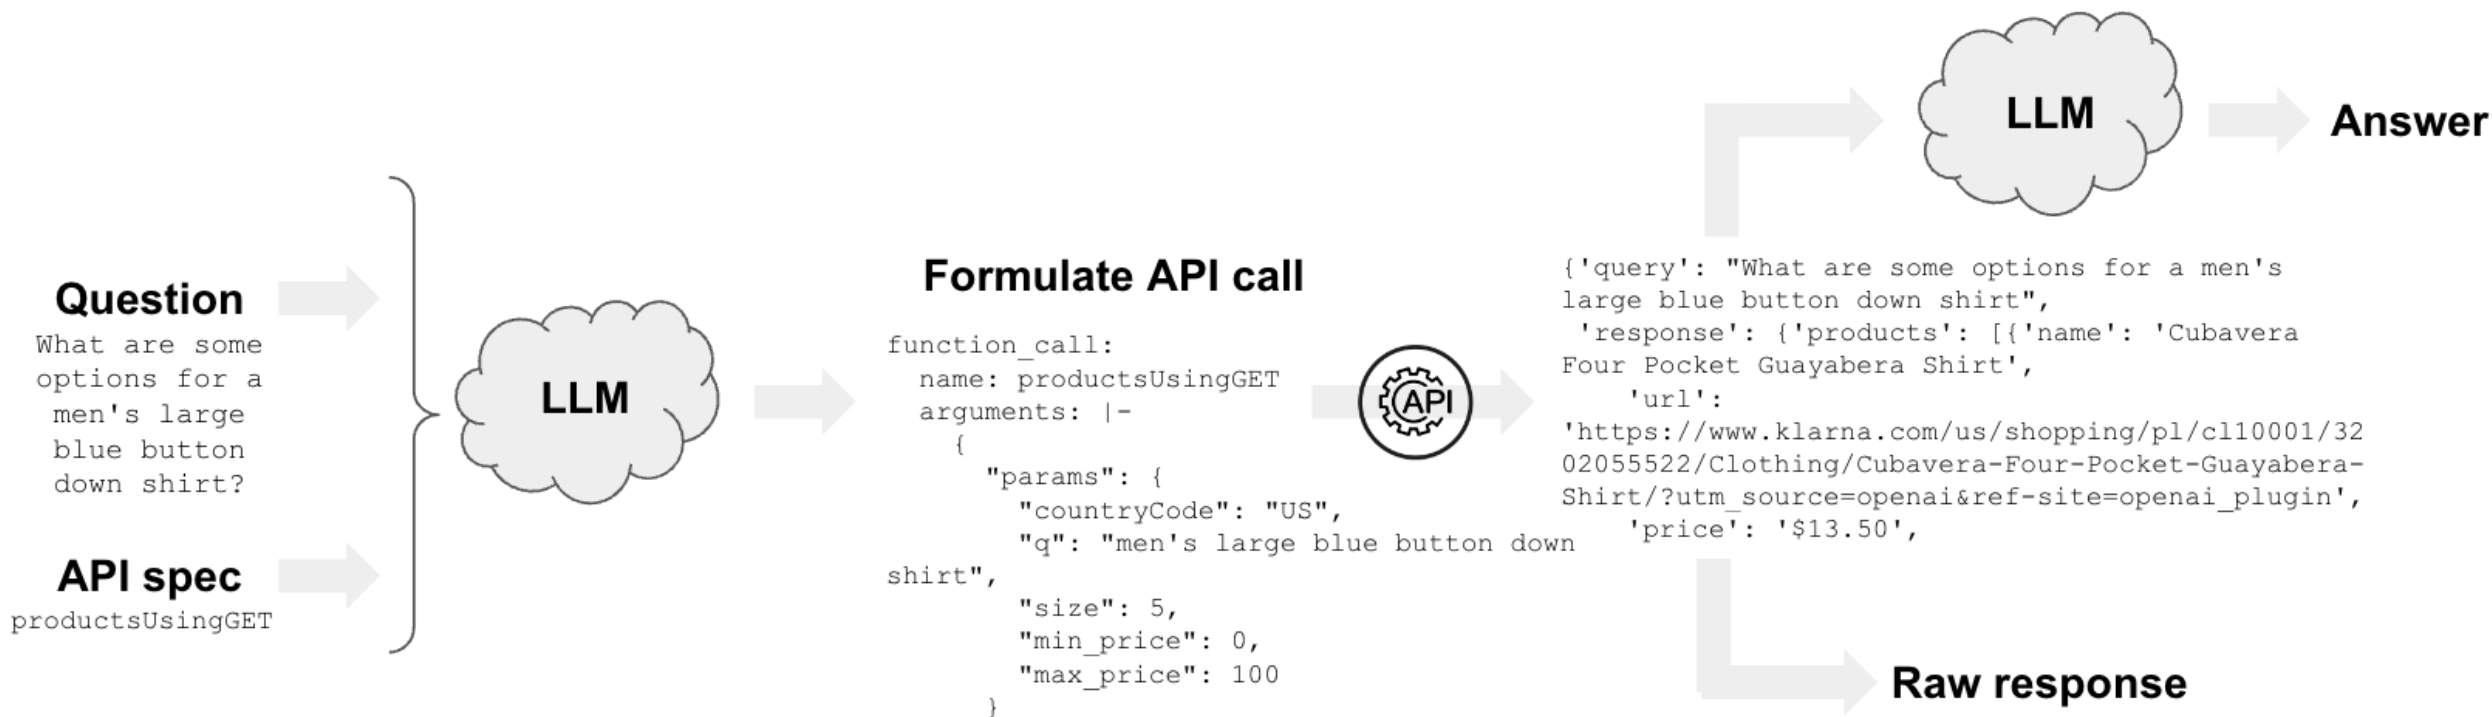 Question
What are some
options for a
men's large
blue button
down shirt?
API spec
productsUsingGET
LLM
Formulate API call
function_call:
  name: productsUsingGET
  arguments: |-
    {
      "params": {
        "countryCode": "US",
        "q": "men's large blue button down
shirt",
        "size": 5,
        "min_price": 0,
        "max_price": 100
      }
API
{'query': "What are some options for a men's
large blue button down shirt",
 'response': {'products': [{'name': 'Cubavera
Four Pocket Guayabera Shirt',
    'url':
'https://www.klarna.com/us/shopping/pl/cl10001/32
02055522/Clothing/Cubavera-Four-Pocket-Guayabera-
Shirt/?utm_source=openai&ref-site=openai_plugin',
    'price': '$13.50',
LLM
Answer
Raw response